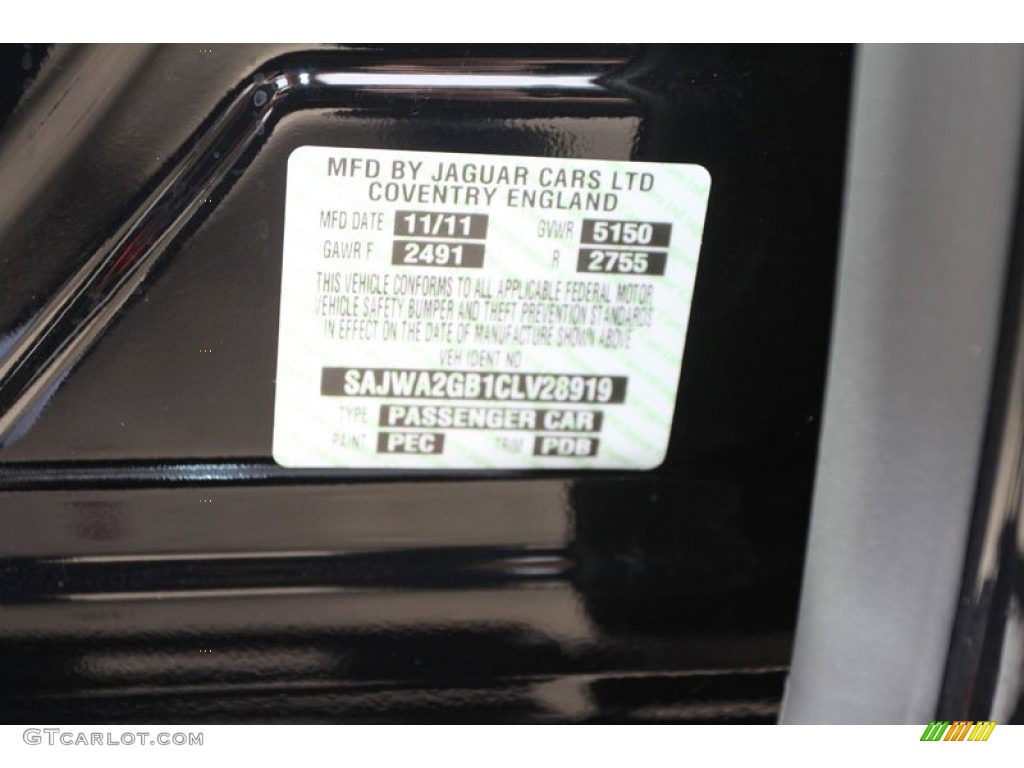 MFD BY JAGUAR CARS LTD
COVENTRY ENGLAND
MFD DATE 11/11 GVWR 5150
GAWR F 2491 R 2755
THIS VEHICLE CONFORMS TO ALL APPLICABLE FEDERAL MOTOR
VEHICLE SAFETY BUMPER AND THEFT PREVENTION STANDARDS
IN EFFECT ON THE DATE OF MANUFACTURE SHOWN ABOVE
VEH IDENT NO
SAJWA2GB1CLV28919
TYPE PASSENGER CAR
PAINT PEC TRIM PDB
GTCarlot.com